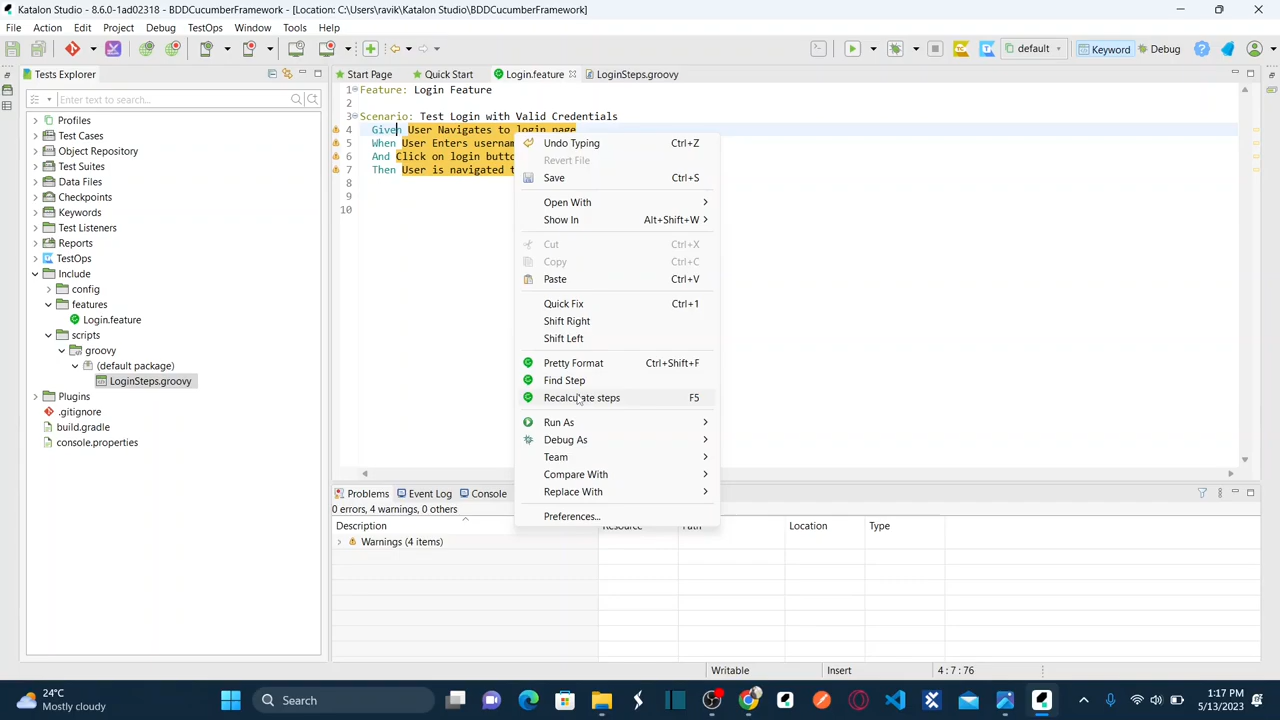 Katalon Studio - 8.6.0-1ad02318 - BDDCucumberFramework - [Location: C:\Users\ravik\Katalon Studio\BDDCucumberFramework]
File Action Edit Project Debug TestOps Window Tools Help
default Keyword Debug
Tests Explorer
Enter text to search...
Profiles
Test Cases
Object Repository
Test Suites
Data Files
Checkpoints
Keywords
Test Listeners
Reports
TestOps
Include
config
features
Login.feature
scripts
groovy
(default package)
LoginSteps.groovy
Plugins
.gitignore
build.gradle
console.properties
Start Page Quick Start Login.feature LoginSteps.groovy
1 Feature: Login Feature
2
3 Scenario: Test Login with Valid Credentials
4 Given User Navigates to login page
5 When User Enters usernam
6 And Click on login butto
7 Then User is navigated t
8
9
10
Undo Typing Ctrl+Z
Revert File
Save Ctrl+S
Open With
Show In Alt+Shift+W
Cut Ctrl+X
Copy Ctrl+C
Paste Ctrl+V
Quick Fix Ctrl+1
Shift Right
Shift Left
Pretty Format Ctrl+Shift+F
Find Step
Recalculate steps F5
Run As
Debug As
Team
Compare With
Replace With
Preferences...
Problems Event Log Console
0 errors, 4 warnings, 0 others
Description Resource Path Location Type
Warnings (4 items)
Writable Insert 4 : 7 : 76
24°C
Mostly cloudy
Search
1:17 PM
5/13/2023